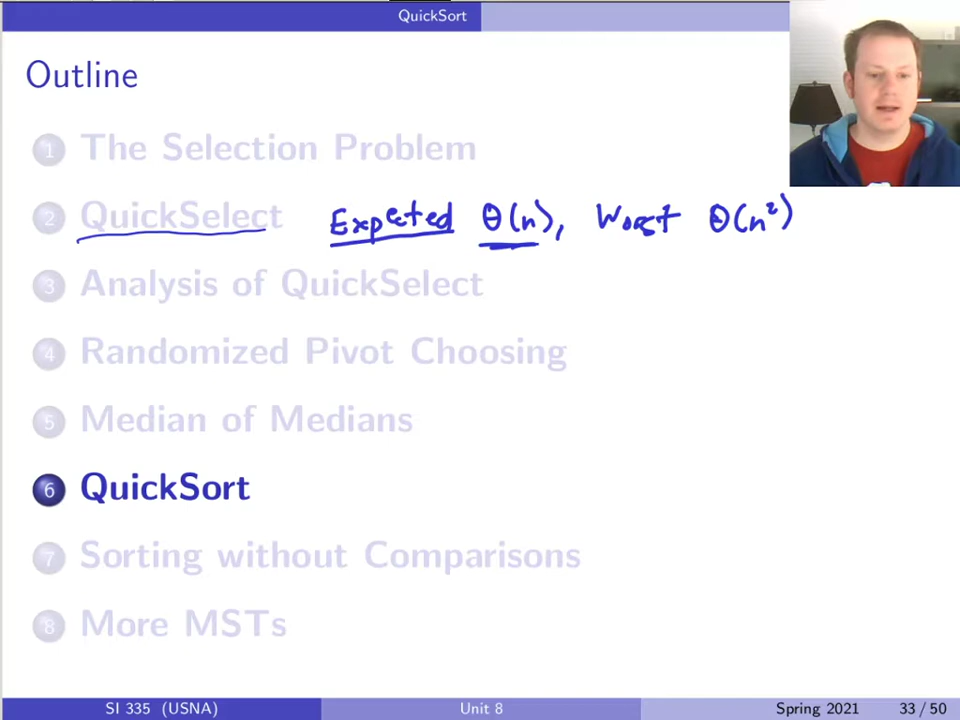 QuickSort
Outline
1 The Selection Problem
2 QuickSelect Expected Θ(n), Worst Θ(n²)
3 Analysis of QuickSelect
4 Randomized Pivot Choosing
5 Median of Medians
6 QuickSort
7 Sorting without Comparisons
8 More MSTs
SI 335 (USNA) Unit 8 Spring 2021 33 / 50